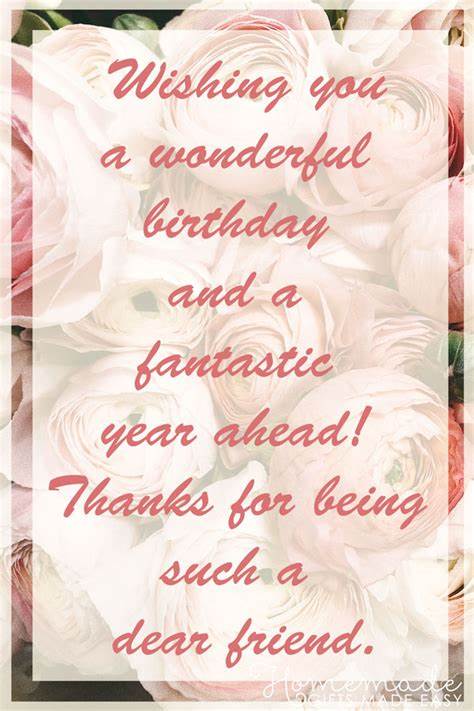 Wishing you
a wonderful
birthday
and a
fantastic
year ahead!
Thanks for being
such a
dear friend.
Homemade
GIFTS MADE EASY